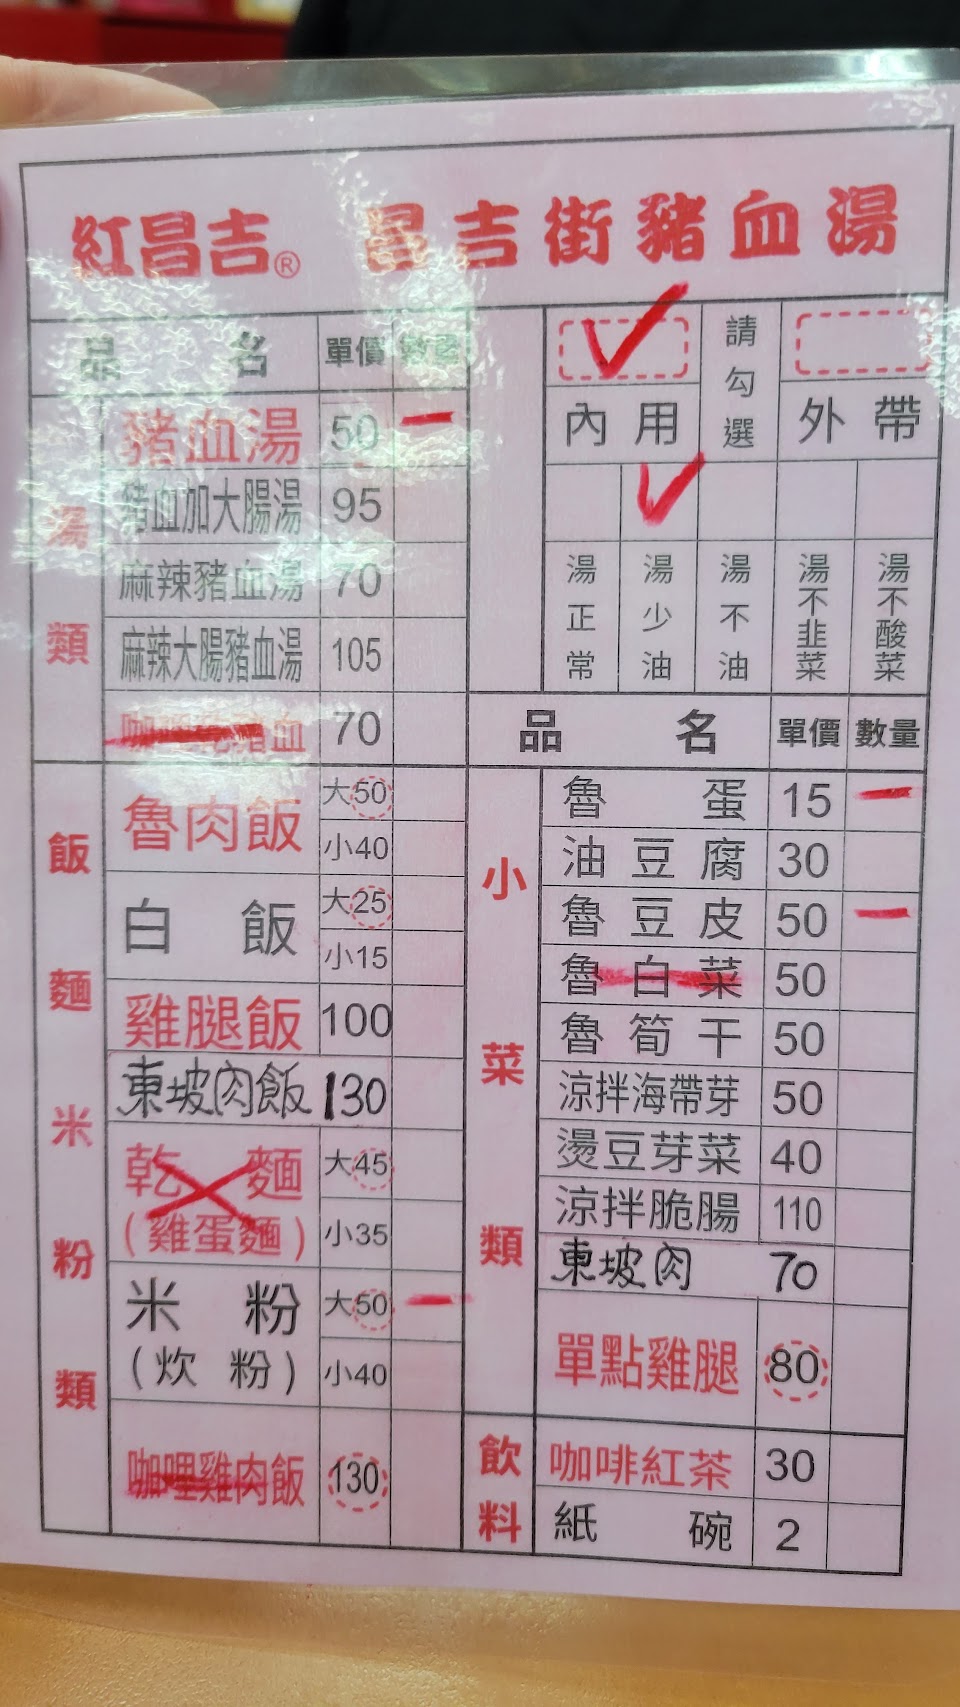 紅昌吉® 昌吉街豬血湯
品名 單價 數量
湯類
豬血湯 50 一
豬血加大腸湯 95
麻辣豬血湯 70
麻辣大腸豬血湯 105
豬血 70
飯麵米粉類
魯肉飯 大50
小40
白飯 大25
小15
雞腿飯 100
東坡肉飯 130
乾麵 大45
(雞蛋麵) 小35
米粉 大50 一
(炊粉) 小40
咖哩雞肉飯 130
內用 請勾選 外帶
✓
✓
湯正常
湯少油
湯不油
湯不韭菜
湯不酸菜
品名 單價 數量
小菜類
魯蛋 15 一
油豆腐 30
魯豆皮 50 一
魯白菜 50
魯筍干 50
涼拌海帶芽 50
燙豆芽菜 40
涼拌脆腸 110
東坡肉 70
單點雞腿 80
飲料
咖啡紅茶 30
紙碗 2